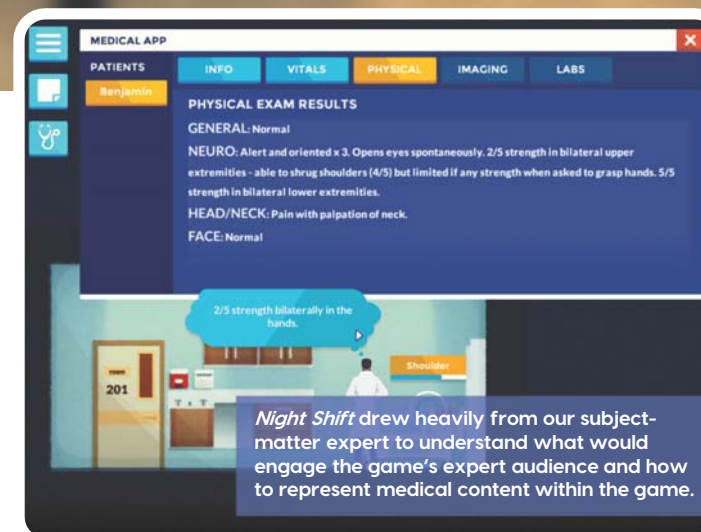 MEDICAL APP
X
PATIENTS
Benjamin
INFO
VITALS
PHYSICAL
IMAGING
LABS
PHYSICAL EXAM RESULTS
GENERAL: Normal
NEURO: Alert and oriented x 3. Opens eyes spontaneously. 2/5 strength in bilateral upper
extremities - able to shrug shoulders (4/5) but limited if any strength when asked to grasp hands. 5/5
strength in bilateral lower extremities.
HEAD/NECK: Pain with palpation of neck.
FACE: Normal
2/5 strength bilaterally in the
hands.
Shoulder
ROOM
201
Night Shift drew heavily from our subject-
matter expert to understand what would
engage the game's expert audience and how
to represent medical content within the game.